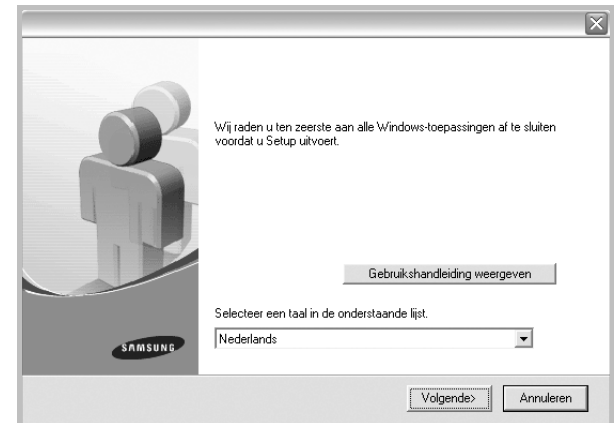 Wij raden u ten zeerste aan alle Windows-toepassingen af te sluiten
voordat u Setup uitvoert.
Gebruikshandleiding weergeven
Selecteer een taal in de onderstaande lijst.
Nederlands
SAMSUNG
Volgende>
Annuleren